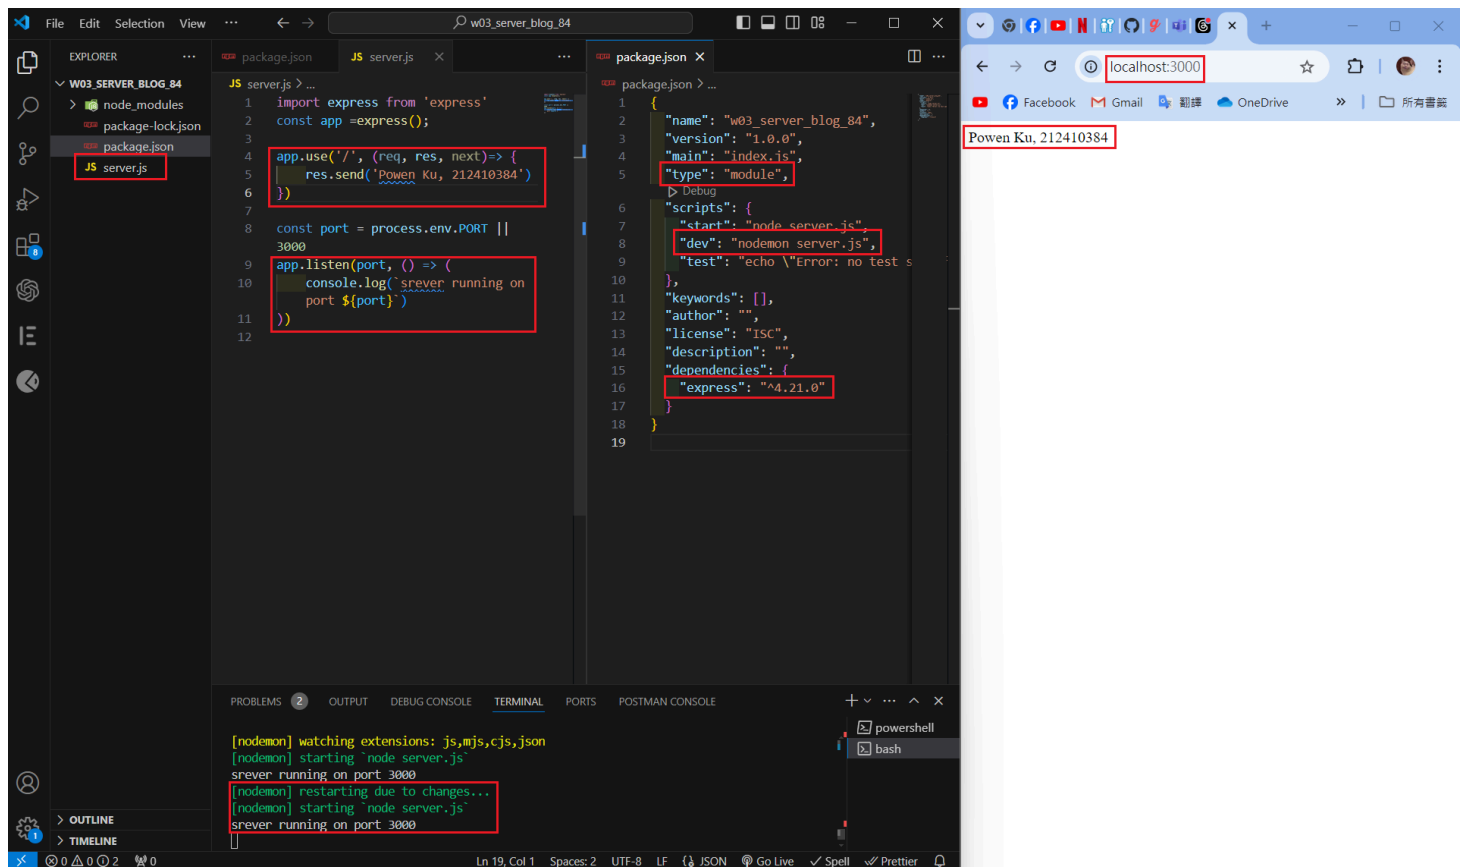 File Edit Selection View ··· w03_server_blog_84
EXPLORER ···
W03_SERVER_BLOG_84
node_modules
package-lock.json
package.json
JS server.js
OUTLINE
TIMELINE
package.json JS server.js ···
JS server.js > ...
1 import express from 'express'
2 const app =express();
3
4 app.use('/', (req, res, next)=> {
5 res.send('Powen Ku, 212410384')
6 })
7
8 const port = process.env.PORT ||
3000
9 app.listen(port, () => (
10 console.log(`srever running on
port ${port}`)
11 ))
12
package.json ···
package.json > ...
1 {
2 "name": "w03_server_blog_84",
3 "version": "1.0.0",
4 "main": "index.js",
5 "type": "module",
Debug
6 "scripts": {
7 "start": "node server.js",
8 "dev": "nodemon server.js",
9 "test": "echo \"Error: no test s
10 },
11 "keywords": [],
12 "author": "",
13 "license": "ISC",
14 "description": "",
15 "dependencies": {
16 "express": "^4.21.0"
17 }
18 }
19
PROBLEMS 2 OUTPUT DEBUG CONSOLE TERMINAL PORTS POSTMAN CONSOLE
powershell
bash
[nodemon] watching extensions: js,mjs,cjs,json
[nodemon] starting `node server.js`
srever running on port 3000
[nodemon] restarting due to changes...
[nodemon] starting `node server.js`
srever running on port 3000
0 0 2 0 Ln 19, Col 1 Spaces: 2 UTF-8 LF JSON Go Live Spell Prettier
localhost:3000
Facebook Gmail 翻譯 OneDrive » 所有書籤
Powen Ku, 212410384